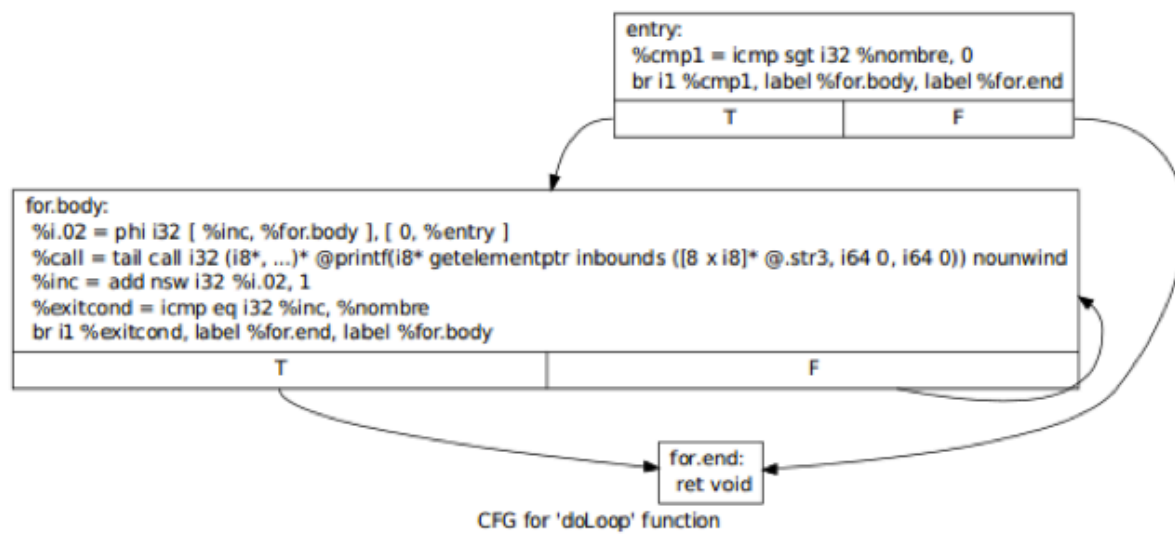 entry:
%cmp1 = icmp sgt i32 %nombre, 0
br i1 %cmp1, label %for.body, label %for.end
T F
for.body:
%i.02 = phi i32 [ %inc, %for.body ], [ 0, %entry ]
%call = tail call i32 (i8*, ...)* @printf(i8* getelementptr inbounds ([8 x i8]* @.str3, i64 0, i64 0)) nounwind
%inc = add nsw i32 %i.02, 1
%exitcond = icmp eq i32 %inc, %nombre
br i1 %exitcond, label %for.end, label %for.body
T F
for.end:
ret void
CFG for 'doLoop' function